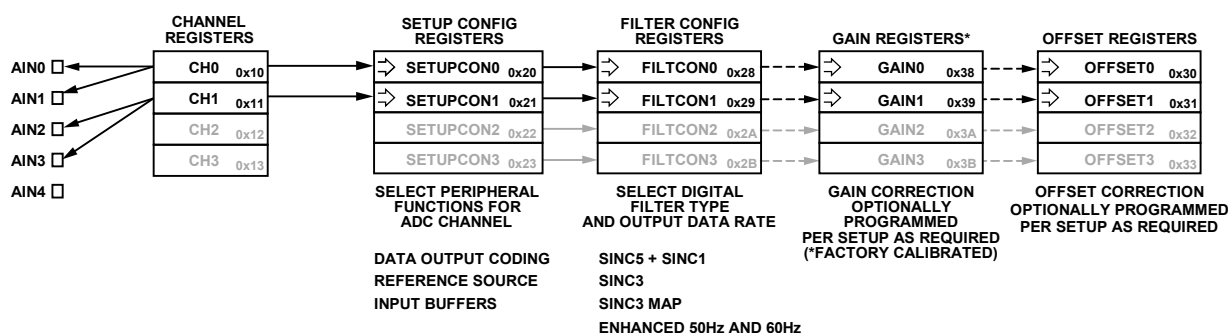 CHANNEL
REGISTERS
SETUP CONFIG
REGISTERS
FILTER CONFIG
REGISTERS
GAIN REGISTERS*
OFFSET REGISTERS
AIN0
AIN1
AIN2
AIN3
AIN4
CH0 0x10
CH1 0x11
CH2 0x12
CH3 0x13
SETUPCON0 0x20
SETUPCON1 0x21
SETUPCON2 0x22
SETUPCON3 0x23
FILTCON0 0x28
FILTCON1 0x29
FILTCON2 0x2A
FILTCON3 0x2B
GAIN0 0x38
GAIN1 0x39
GAIN2 0x3A
GAIN3 0x3B
OFFSET0 0x30
OFFSET1 0x31
OFFSET2 0x32
OFFSET3 0x33
SELECT PERIPHERAL
FUNCTIONS FOR
ADC CHANNEL
SELECT DIGITAL
FILTER TYPE
AND OUTPUT DATA RATE
GAIN CORRECTION
OPTIONALLY
PROGRAMMED
PER SETUP AS REQUIRED
(*FACTORY CALIBRATED)
OFFSET CORRECTION
OPTIONALLY PROGRAMMED
PER SETUP AS REQUIRED
DATA OUTPUT CODING
REFERENCE SOURCE
INPUT BUFFERS
SINC5 + SINC1
SINC3
SINC3 MAP
ENHANCED 50Hz AND 60Hz